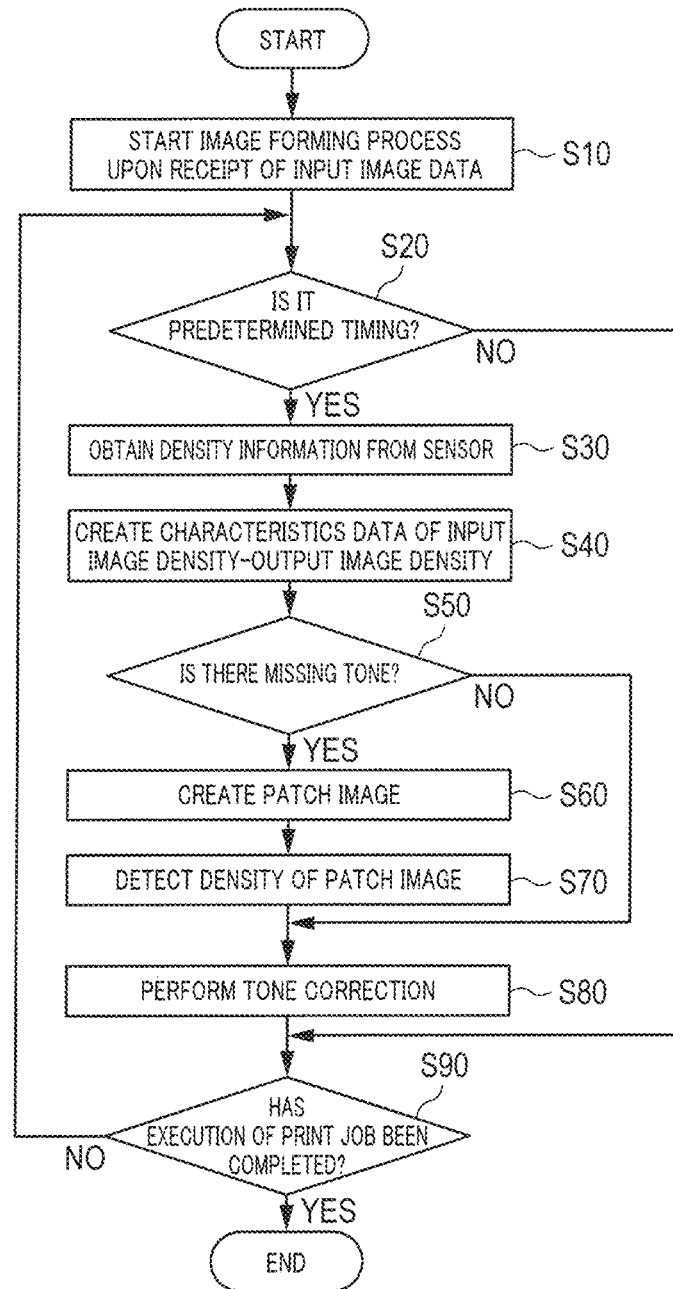 START
START IMAGE FORMING PROCESS
UPON RECEIPT OF INPUT IMAGE DATA
S10
S20
IS IT
PREDETERMINED TIMING?
NO
YES
OBTAIN DENSITY INFORMATION FROM SENSOR
S30
CREATE CHARACTERISTICS DATA OF INPUT
IMAGE DENSITY-OUTPUT IMAGE DENSITY
S40
S50
IS THERE MISSING TONE?
NO
YES
CREATE PATCH IMAGE
S60
DETECT DENSITY OF PATCH IMAGE
S70
PERFORM TONE CORRECTION
S80
S90
HAS
EXECUTION OF PRINT JOB BEEN
COMPLETED?
NO
YES
END